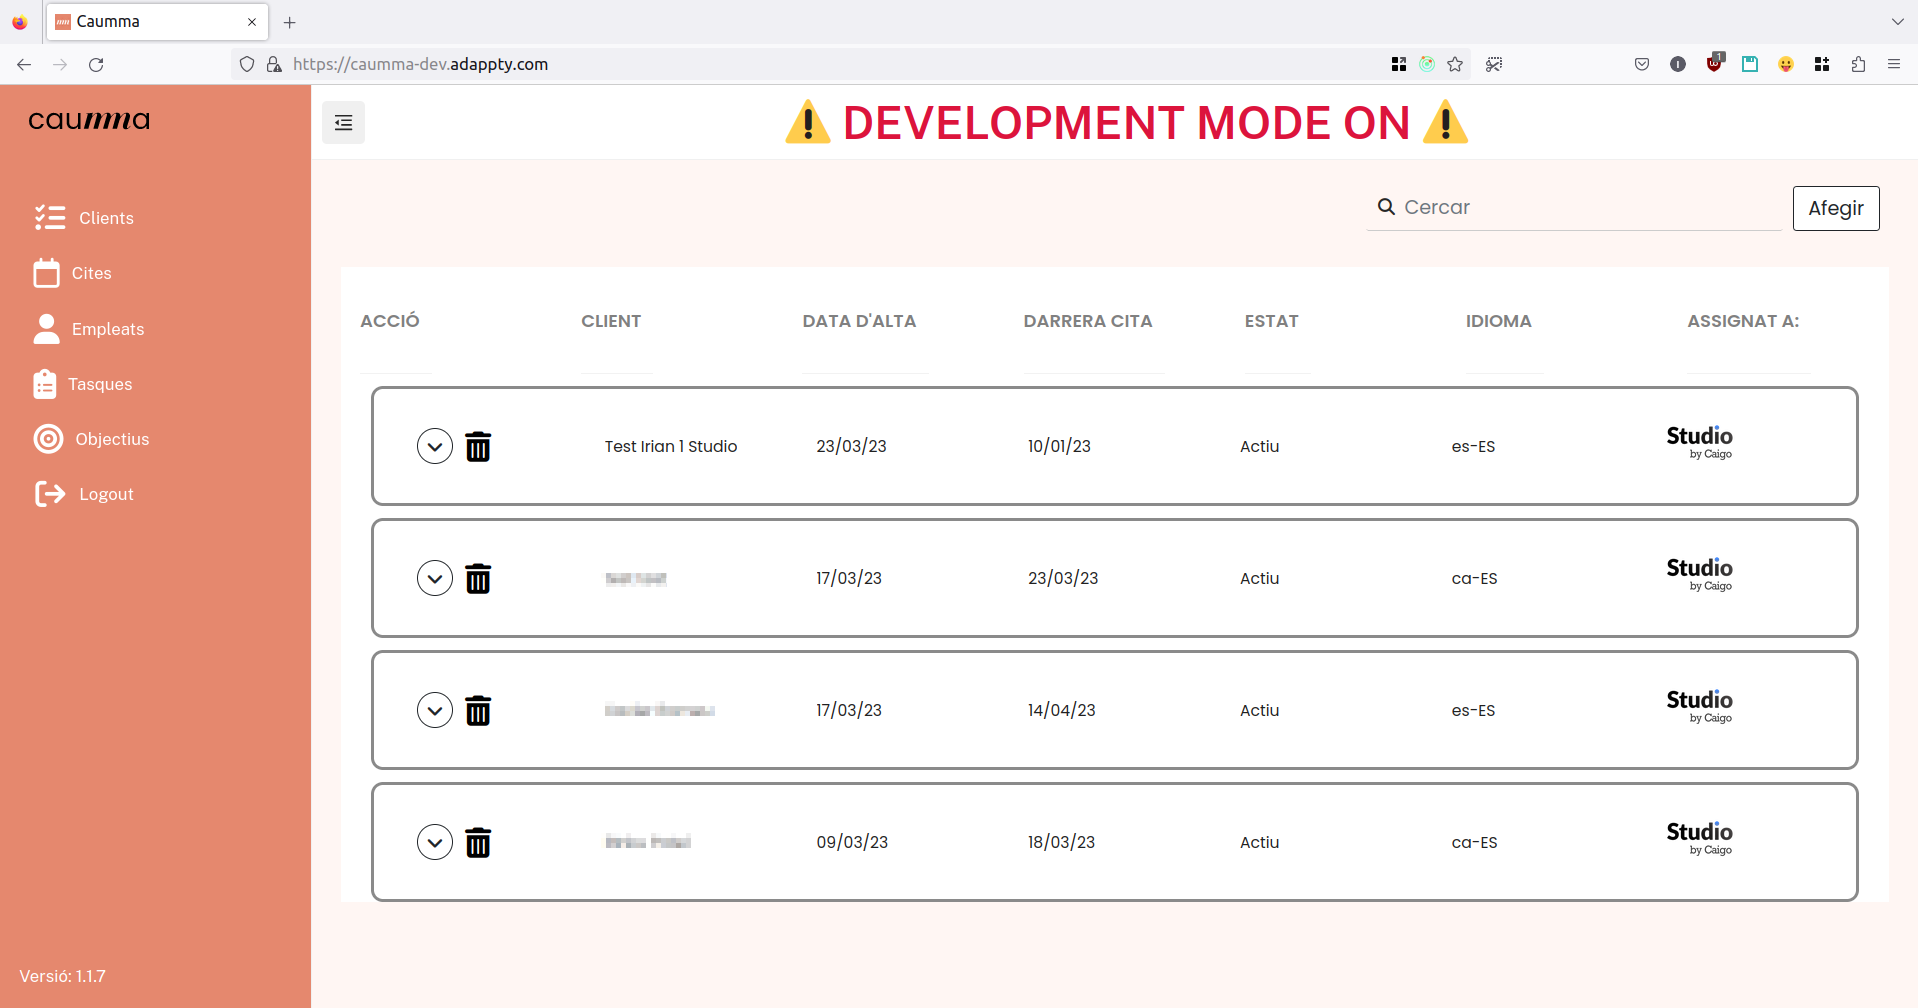 Caumma
https://caumma-dev.adappty.com
1
caumma
⚠ DEVELOPMENT MODE ON ⚠
Clients
Cites
Empleats
Tasques
Objectius
Logout
Versió: 1.1.7
Cercar
Afegir
ACCIÓ CLIENT DATA D'ALTA DARRERA CITA ESTAT IDIOMA ASSIGNAT A:
Test Irian 1 Studio 23/03/23 10/01/23 Actiu es-ES Studio by Caigo
17/03/23 23/03/23 Actiu ca-ES Studio by Caigo
17/03/23 14/04/23 Actiu es-ES Studio by Caigo
09/03/23 18/03/23 Actiu ca-ES Studio by Caigo